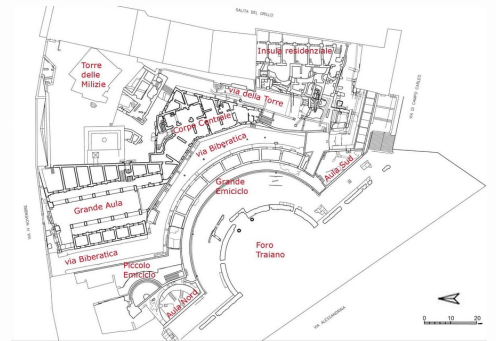 SALITA DEL GRILLO
Insula residenziale
Torre
delle
Milizie
via della Torre
VIA DI CAMPO CARLEO
Corpo Centrale
via Biberatica
Aula Sud
Grande
Emiciclo
Grande Aula
VIA IV NOVEMBRE
Foro
Traiano
via Biberatica
Piccolo
Emiciclo
Aula Nord
VIA ALESSANDRINA
0 10 20